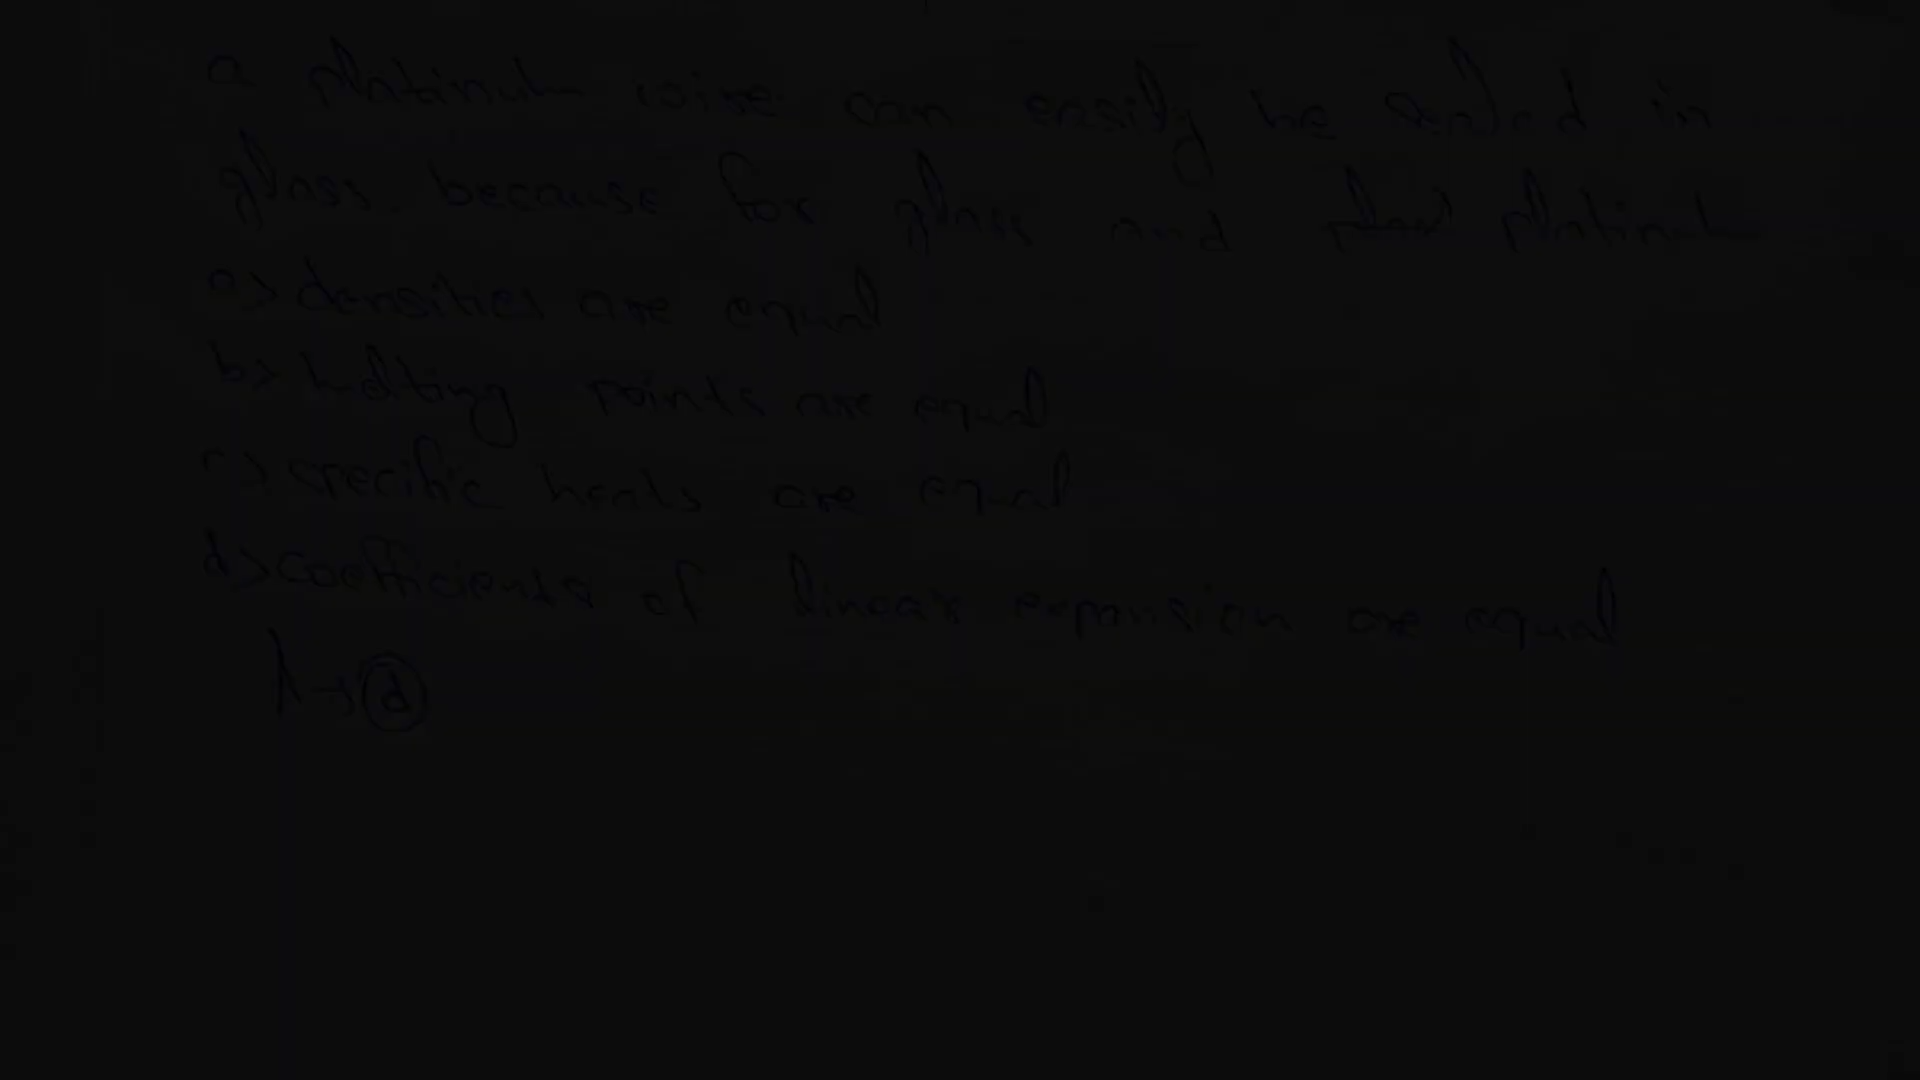 a platinum wire can easily be sealed in
glass because for glass and platinum
a> densities are equal
b> Melting points are equal
c> specific heats are equal
d> coefficients of linear expansion are equal
A → d